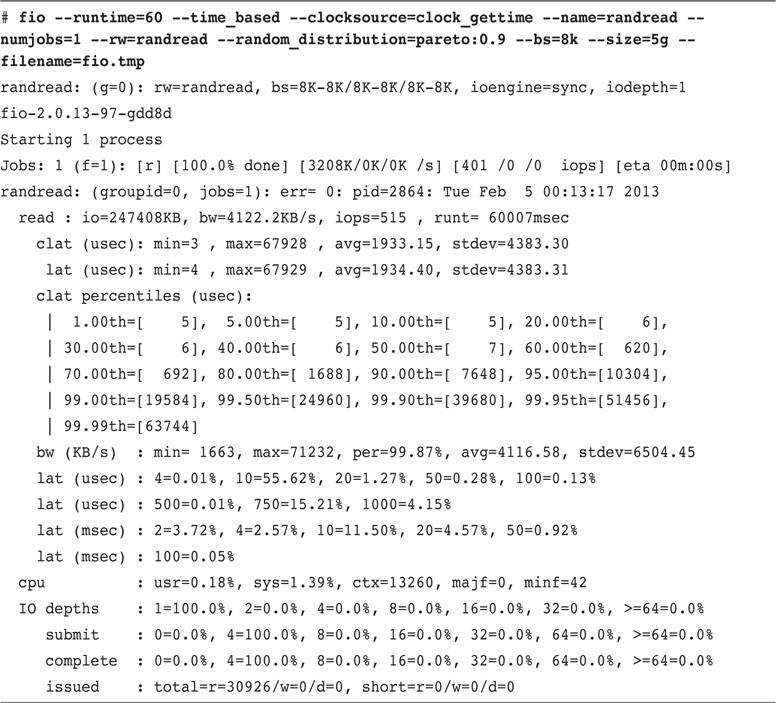 # fio --runtime=60 --time_based --clocksource=clock_gettime --name=randread --
numjobs=1 --rw=randread --random_distribution=pareto:0.9 --bs=8k --size=5g --
filename=fio.tmp
randread: (g=0): rw=randread, bs=8K-8K/8K-8K/8K-8K, ioengine=sync, iodepth=1
fio-2.0.13-97-gdd8d
Starting 1 process
Jobs: 1 (f=1): [r] [100.0% done] [3208K/0K/0K /s] [401 /0 /0  iops] [eta 00m:00s]
randread: (groupid=0, jobs=1): err= 0: pid=2864: Tue Feb  5 00:13:17 2013
  read : io=247408KB, bw=4122.2KB/s, iops=515 , runt= 60007msec
    clat (usec): min=3 , max=67928 , avg=1933.15, stdev=4383.30
     lat (usec): min=4 , max=67929 , avg=1934.40, stdev=4383.31
    clat percentiles (usec):
     |  1.00th=[    5],  5.00th=[    5], 10.00th=[    5], 20.00th=[    6],
     | 30.00th=[    6], 40.00th=[    6], 50.00th=[    7], 60.00th=[  620],
     | 70.00th=[  692], 80.00th=[ 1688], 90.00th=[ 7648], 95.00th=[10304],
     | 99.00th=[19584], 99.50th=[24960], 99.90th=[39680], 99.95th=[51456],
     | 99.99th=[63744]
    bw (KB/s)  : min= 1663, max=71232, per=99.87%, avg=4116.58, stdev=6504.45
    lat (usec) : 4=0.01%, 10=55.62%, 20=1.27%, 50=0.28%, 100=0.13%
    lat (usec) : 500=0.01%, 750=15.21%, 1000=4.15%
    lat (msec) : 2=3.72%, 4=2.57%, 10=11.50%, 20=4.57%, 50=0.92%
    lat (msec) : 100=0.05%
  cpu          : usr=0.18%, sys=1.39%, ctx=13260, majf=0, minf=42
  IO depths    : 1=100.0%, 2=0.0%, 4=0.0%, 8=0.0%, 16=0.0%, 32=0.0%, >=64=0.0%
     submit    : 0=0.0%, 4=100.0%, 8=0.0%, 16=0.0%, 32=0.0%, 64=0.0%, >=64=0.0%
     complete  : 0=0.0%, 4=100.0%, 8=0.0%, 16=0.0%, 32=0.0%, 64=0.0%, >=64=0.0%
     issued    : total=r=30926/w=0/d=0, short=r=0/w=0/d=0